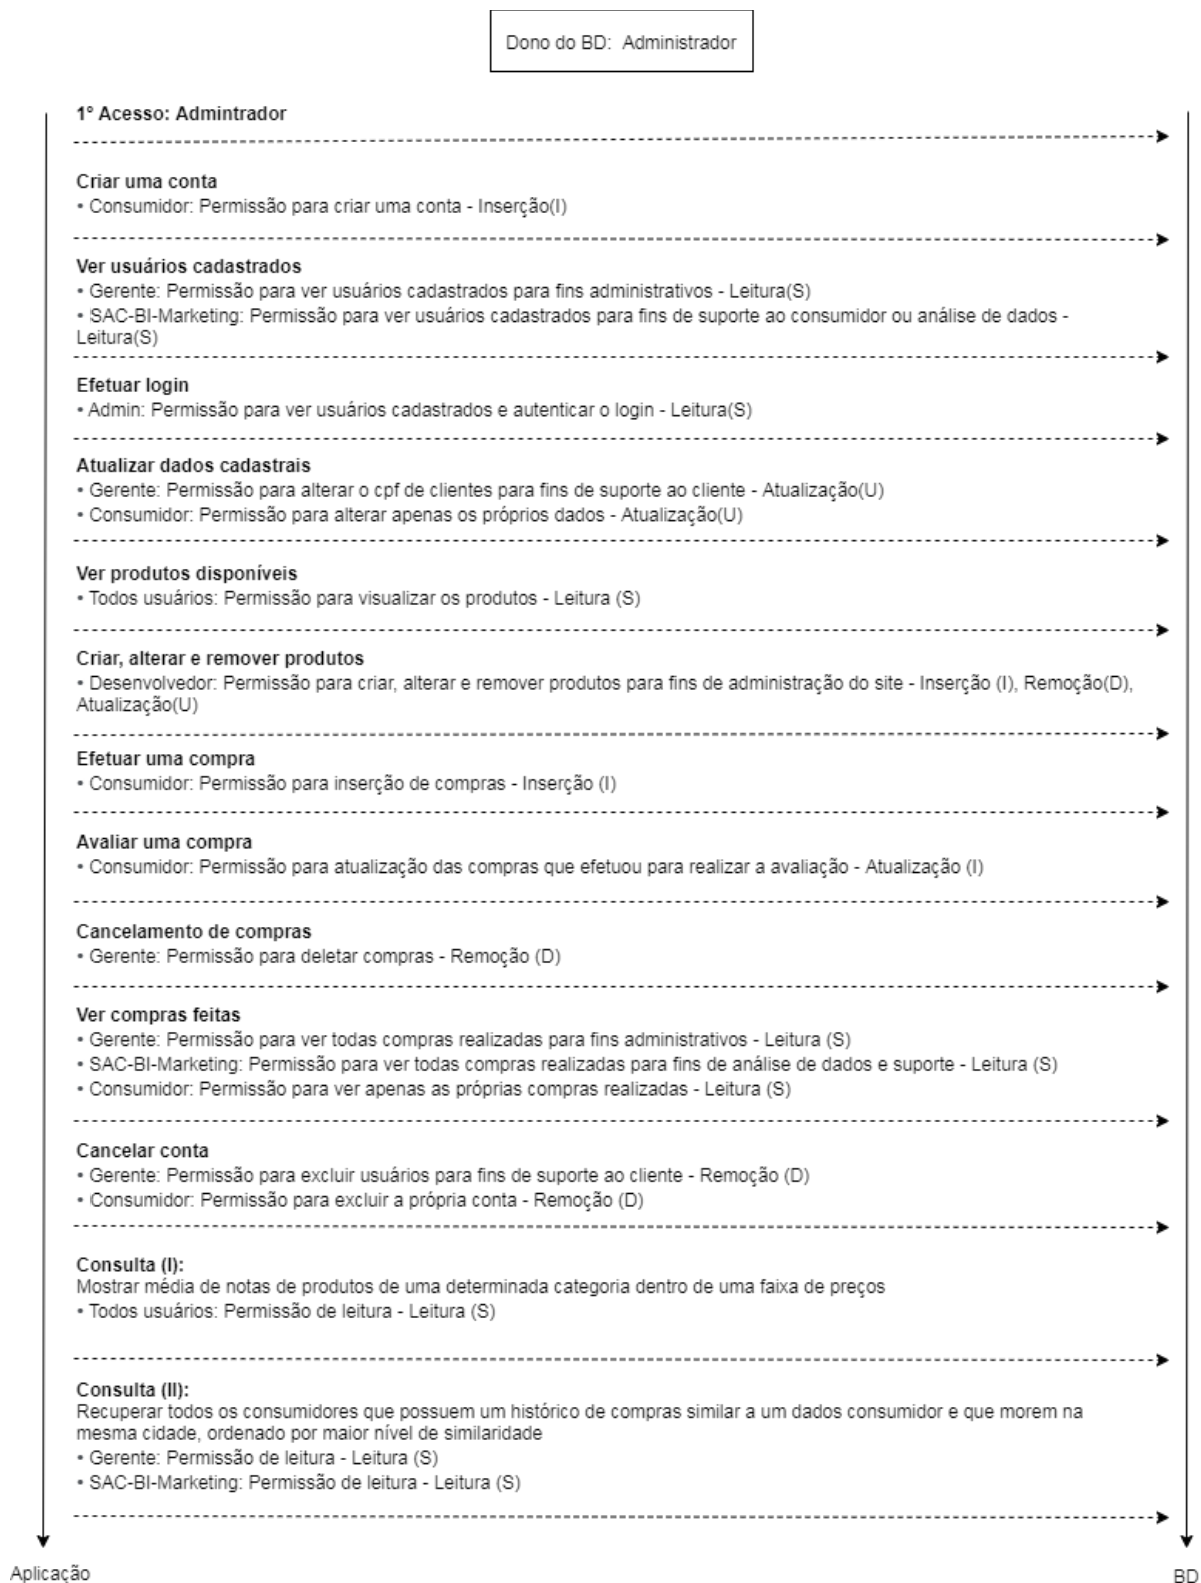 Dono do BD: Administrador
1º Acesso: Admintrador
Criar uma conta
• Consumidor: Permissão para criar uma conta - Inserção(I)
Ver usuários cadastrados
• Gerente: Permissão para ver usuários cadastrados para fins administrativos - Leitura(S)
• SAC-BI-Marketing: Permissão para ver usuários cadastrados para fins de suporte ao consumidor ou análise de dados -
Leitura(S)
Efetuar login
• Admin: Permissão para ver usuários cadastrados e autenticar o login - Leitura(S)
Atualizar dados cadastrais
• Gerente: Permissão para alterar o cpf de clientes para fins de suporte ao cliente - Atualização(U)
• Consumidor: Permissão para alterar apenas os próprios dados - Atualização(U)
Ver produtos disponíveis
• Todos usuários: Permissão para visualizar os produtos - Leitura (S)
Criar, alterar e remover produtos
• Desenvolvedor: Permissão para criar, alterar e remover produtos para fins de administração do site - Inserção (I), Remoção(D),
Atualização(U)
Efetuar uma compra
• Consumidor: Permissão para inserção de compras - Inserção (I)
Avaliar uma compra
• Consumidor: Permissão para atualização das compras que efetuou para realizar a avaliação - Atualização (I)
Cancelamento de compras
• Gerente: Permissão para deletar compras - Remoção (D)
Ver compras feitas
• Gerente: Permissão para ver todas compras realizadas para fins administrativos - Leitura (S)
• SAC-BI-Marketing: Permissão para ver todas compras realizadas para fins de análise de dados e suporte - Leitura (S)
• Consumidor: Permissão para ver apenas as próprias compras realizadas - Leitura (S)
Cancelar conta
• Gerente: Permissão para excluir usuários para fins de suporte ao cliente - Remoção (D)
• Consumidor: Permissão para excluir a própria conta - Remoção (D)
Consulta (I):
Mostrar média de notas de produtos de uma determinada categoria dentro de uma faixa de preços
• Todos usuários: Permissão de leitura - Leitura (S)
Consulta (II):
Recuperar todos os consumidores que possuem um histórico de compras similar a um dados consumidor e que morem na
mesma cidade, ordenado por maior nível de similaridade
• Gerente: Permissão de leitura - Leitura (S)
• SAC-BI-Marketing: Permissão de leitura - Leitura (S)
Aplicação
BD